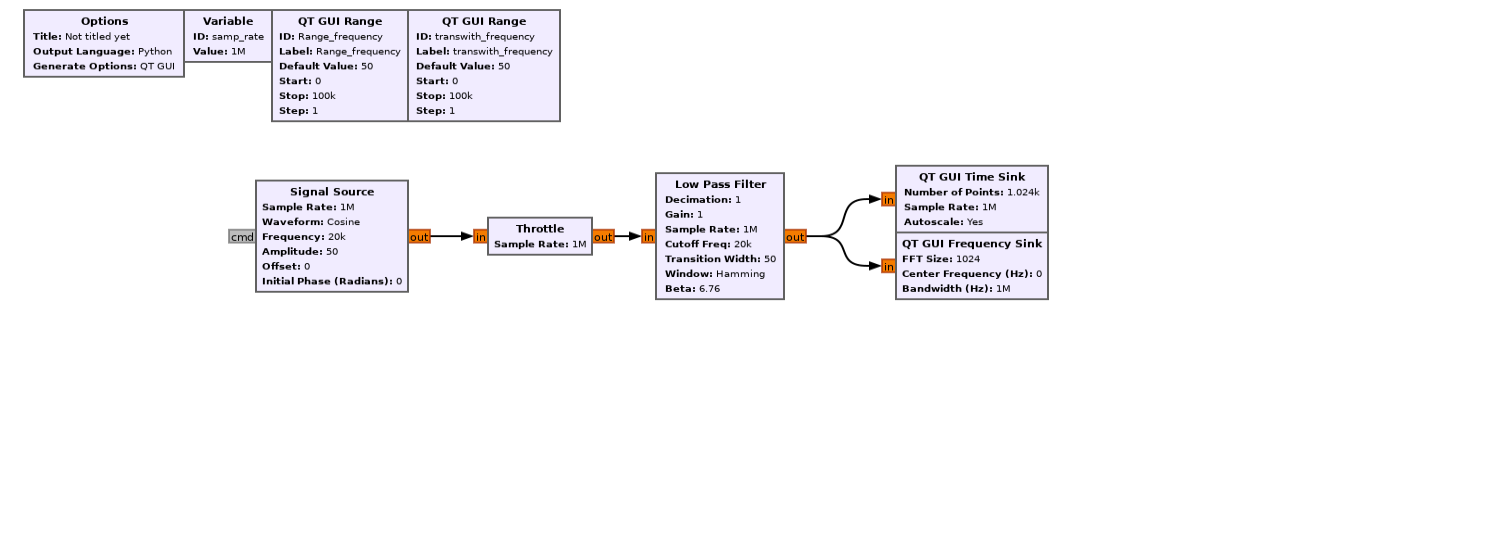 Options
Title: Not titled yet
Output Language: Python
Generate Options: QT GUI
Variable
ID: samp_rate
Value: 1M
QT GUI Range
ID: Range_frequency
Label: Range_frequency
Default Value: 50
Start: 0
Stop: 100k
Step: 1
QT GUI Range
ID: transwith_frequency
Label: transwith_frequency
Default Value: 50
Start: 0
Stop: 100k
Step: 1
cmd
Signal Source
Sample Rate: 1M
Waveform: Cosine
Frequency: 20k
Amplitude: 50
Offset: 0
Initial Phase (Radians): 0
out
in
Throttle
Sample Rate: 1M
out
in
Low Pass Filter
Decimation: 1
Gain: 1
Sample Rate: 1M
Cutoff Freq: 20k
Transition Width: 50
Window: Hamming
Beta: 6.76
out
in
QT GUI Time Sink
Number of Points: 1.024k
Sample Rate: 1M
Autoscale: Yes
in
QT GUI Frequency Sink
FFT Size: 1024
Center Frequency (Hz): 0
Bandwidth (Hz): 1M